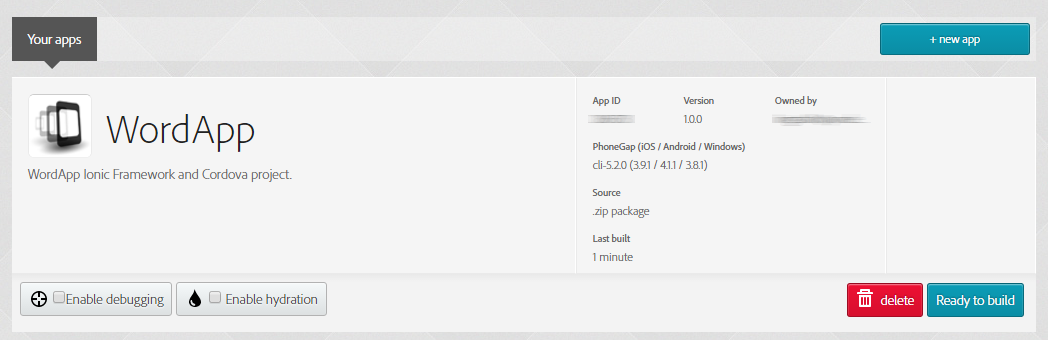 Your apps
+ new app
WordApp
WordApp Ionic Framework and Cordova project.
App ID
Version
Owned by
1.0.0
PhoneGap (iOS / Android / Windows)
cli-5.2.0 (3.9.1 / 4.1.1 / 3.8.1)
Source
.zip package
Last built
1 minute
Enable debugging
Enable hydration
delete
Ready to build